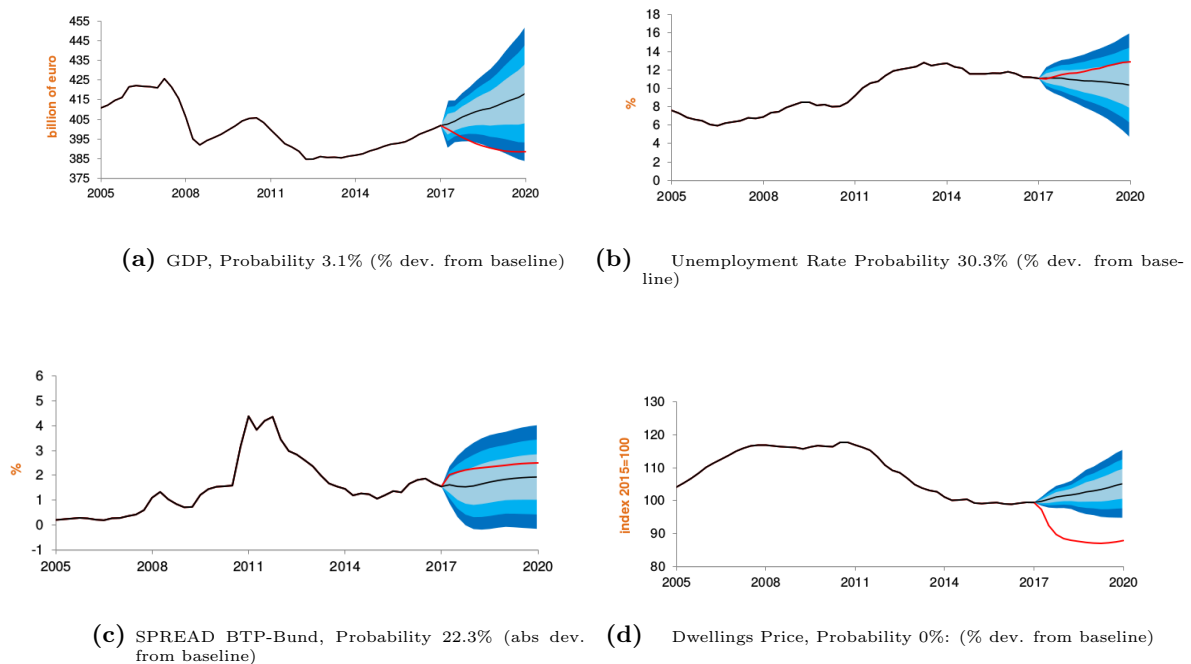 455
445
435
425
415
405
395
385
375
billion of euro
2005 2008 2011 2014 2017 2020
(a) GDP, Probability 3.1% (% dev. from baseline)
18
16
14
12
10
8
6
4
2
0
%
2005 2008 2011 2014 2017 2020
(b) Unemployment Rate Probability 30.3% (% dev. from base-
line)
6
5
4
3
2
1
0
-1
%
2005 2008 2011 2014 2017 2020
(c) SPREAD BTP-Bund, Probability 22.3% (abs dev.
from baseline)
130
120
110
100
90
80
index 2015=100
2005 2008 2011 2014 2017 2020
(d) Dwellings Price, Probability 0%: (% dev. from baseline)